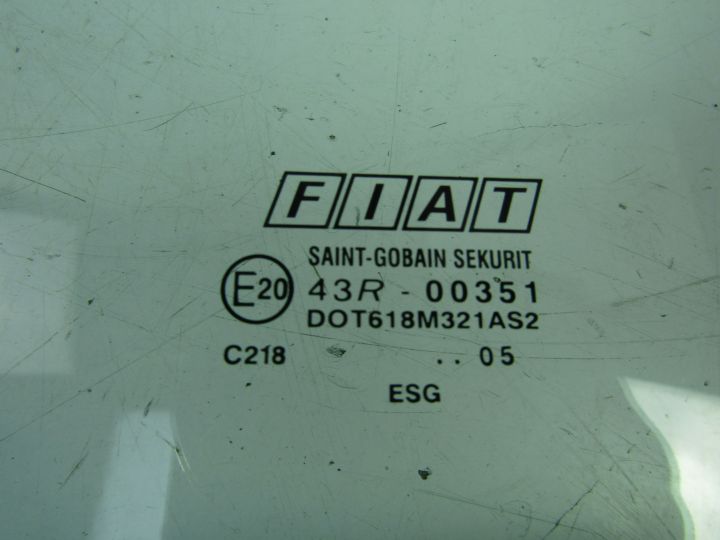 FIAT
SAINT-GOBAIN SEKURIT
E20 43R - 00351
DOT618M321AS2
C218 .. 05
ESG